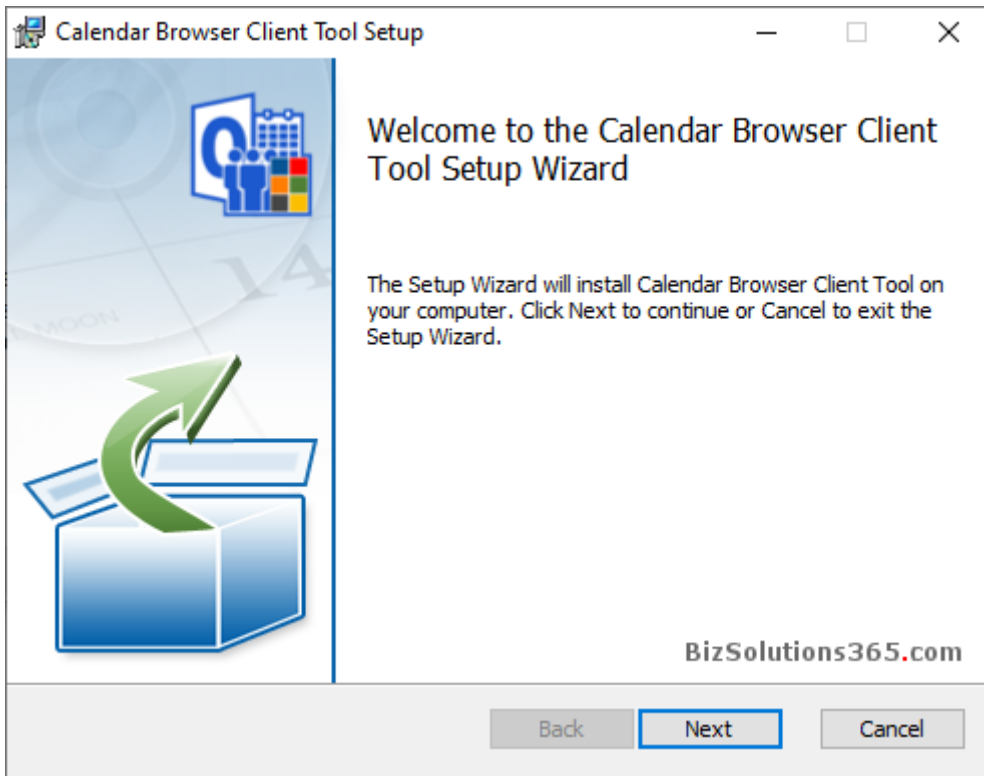 Calendar Browser Client Tool Setup
Welcome to the Calendar Browser Client
Tool Setup Wizard
The Setup Wizard will install Calendar Browser Client Tool on
your computer. Click Next to continue or Cancel to exit the
Setup Wizard.
14
MOON
BizSolutions365.com
Back
Next
Cancel